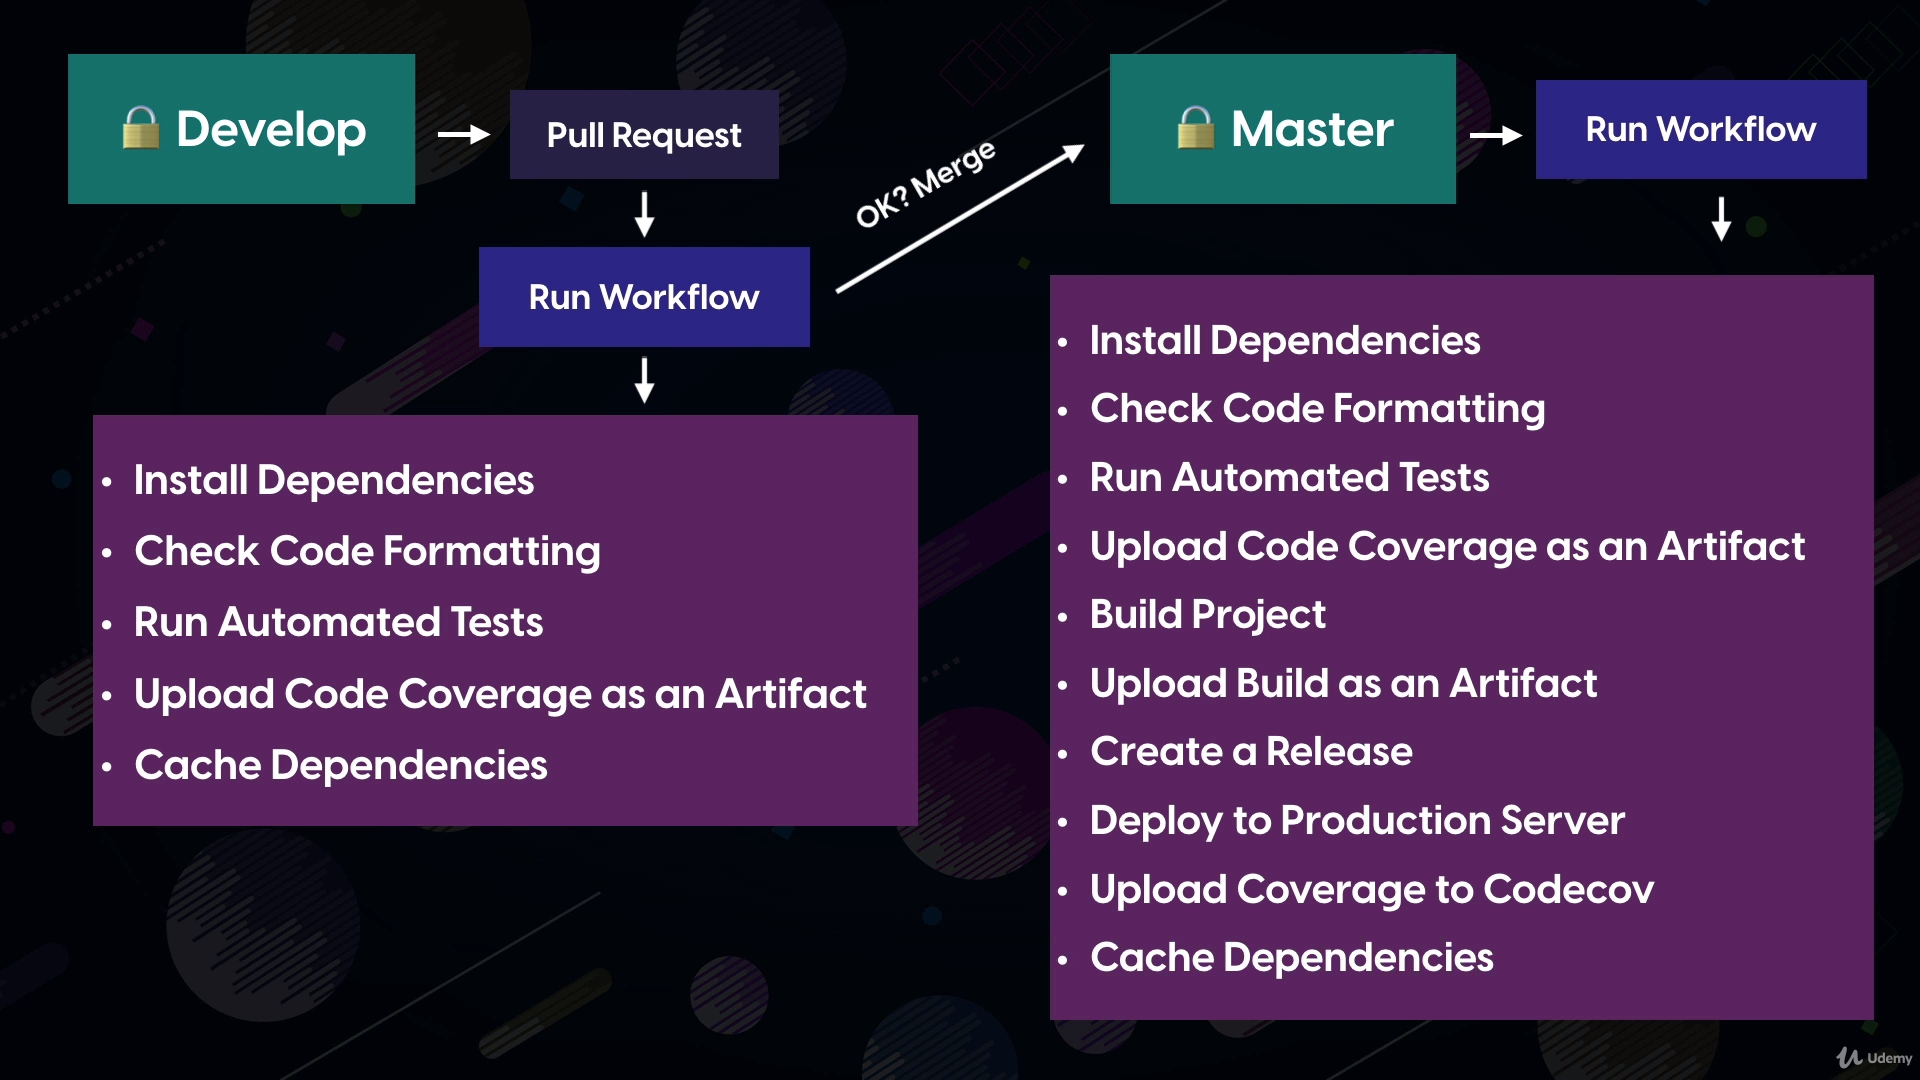 🔒 Develop
Pull Request
Run Workflow
• Install Dependencies
• Check Code Formatting
• Run Automated Tests
• Upload Code Coverage as an Artifact
• Cache Dependencies
OK? Merge
🔒 Master
Run Workflow
• Install Dependencies
• Check Code Formatting
• Run Automated Tests
• Upload Code Coverage as an Artifact
• Build Project
• Upload Build as an Artifact
• Create a Release
• Deploy to Production Server
• Upload Coverage to Codecov
• Cache Dependencies
Udemy